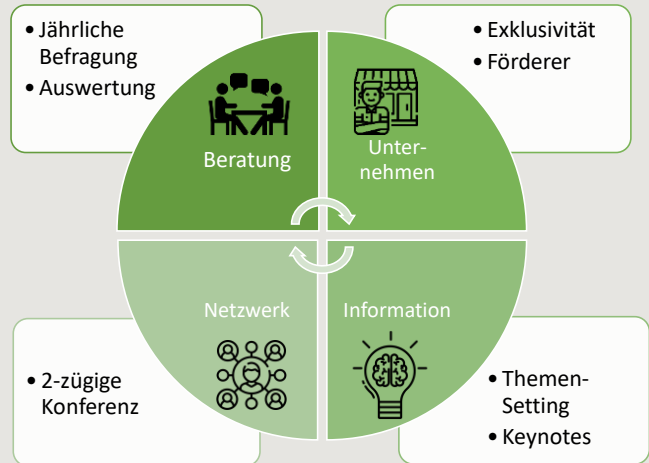 • Jährliche
Befragung
• Auswertung
• Exklusivität
• Förderer
Beratung
Unter-
nehmen
Netzwerk
Information
• 2-zügige
Konferenz
• Themen-
Setting
• Keynotes